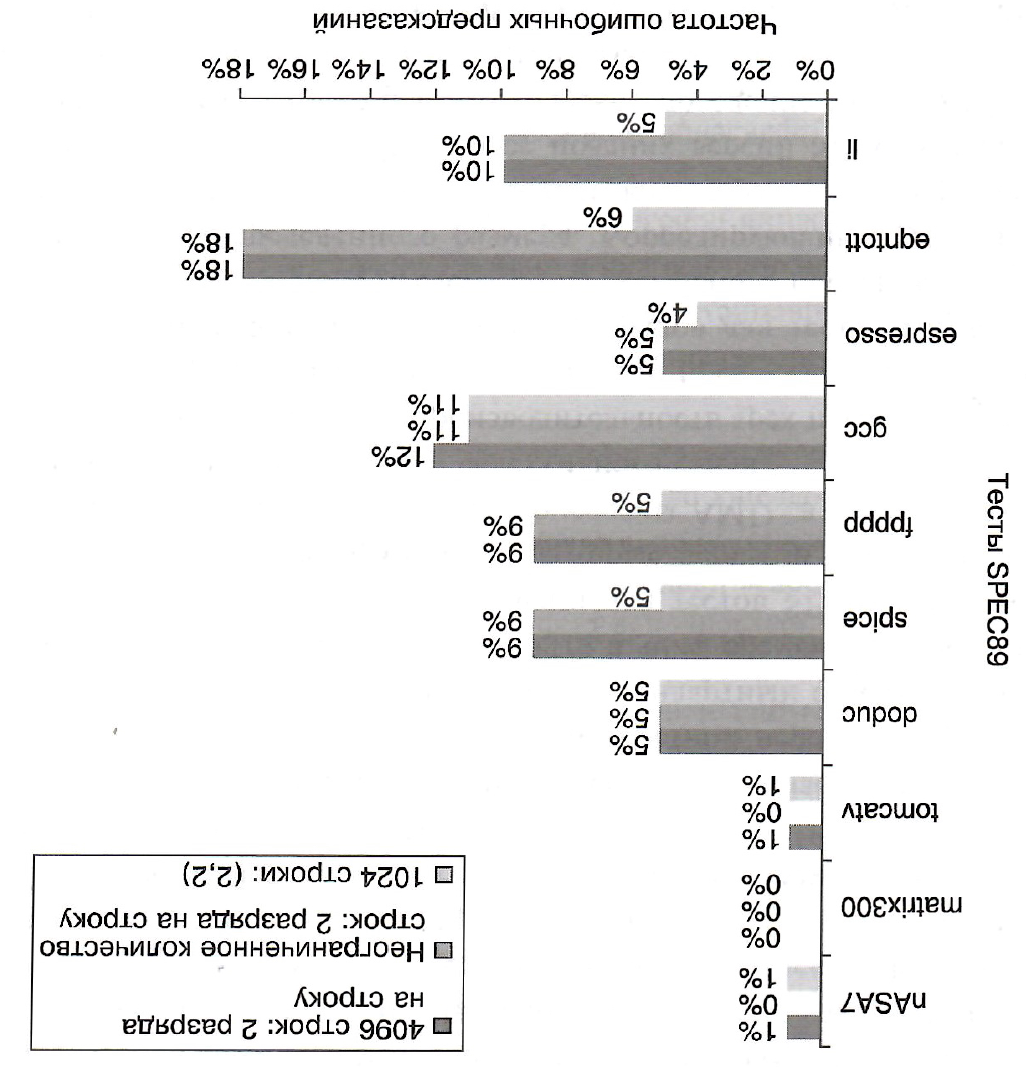 Тесты SPEC89
nASA7
1%
0%
1%
matrix300
0%
0%
0%
tomcatv
1%
0%
1%
doduc
5%
5%
5%
spice
9%
9%
5%
fpppp
9%
9%
5%
gcc
12%
11%
11%
espresso
5%
5%
4%
eqntott
18%
18%
6%
li
10%
10%
5%
4096 строк: 2 разряда
на строку
Неограниченное количество
строк: 2 разряда на строку
1024 строки: (2,2)
0% 2% 4% 6% 8% 10% 12% 14% 16% 18%
Частота ошибочных предсказаний